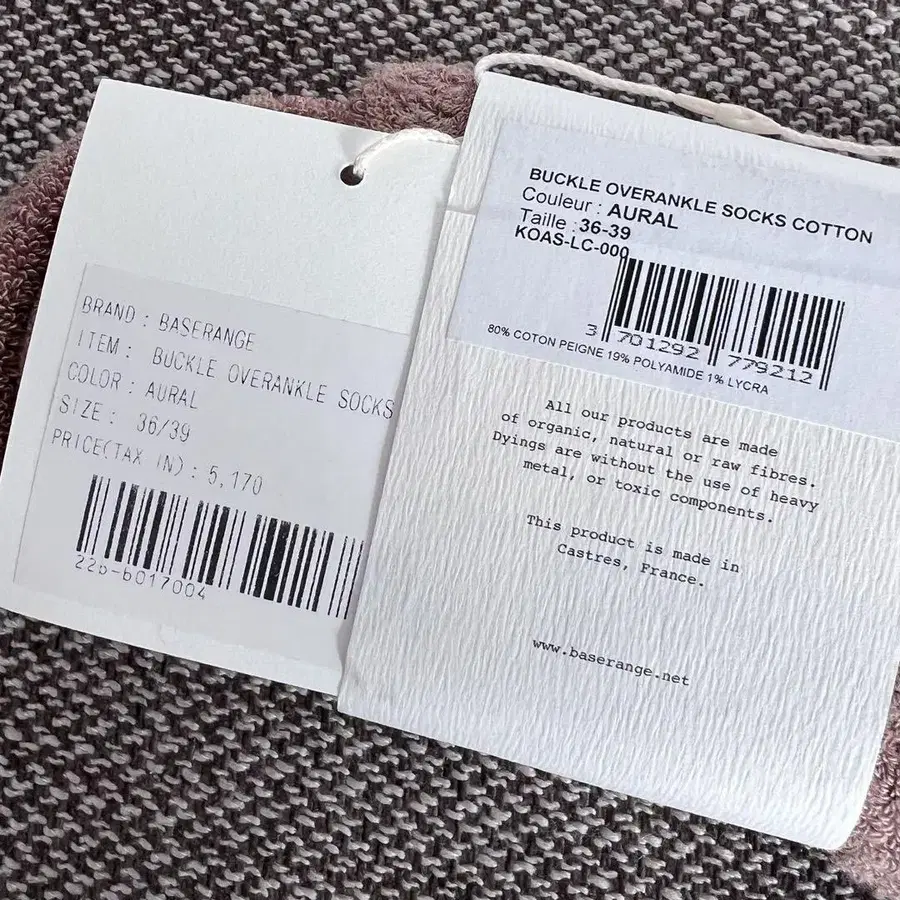 BRAND : BASERANGE
ITEM : BUCKLE OVERANKLE SOCKS
COLOR : AURAL
SIZE : 36/39
PRICE(TAX IN) : 5,170
22b-b017004
BUCKLE OVERANKLE SOCKS COTTON
Couleur : AURAL
Taille : 36-39
KOAS-LC-000
3 701292 779212
80% COTON PEIGNE 19% POLYAMIDE 1% LYCRA
All our products are made
of organic, natural or raw fibres.
Dyings are without the use of heavy
metal, or toxic components.
This product is made in
Castres, France.
www.baserange.net